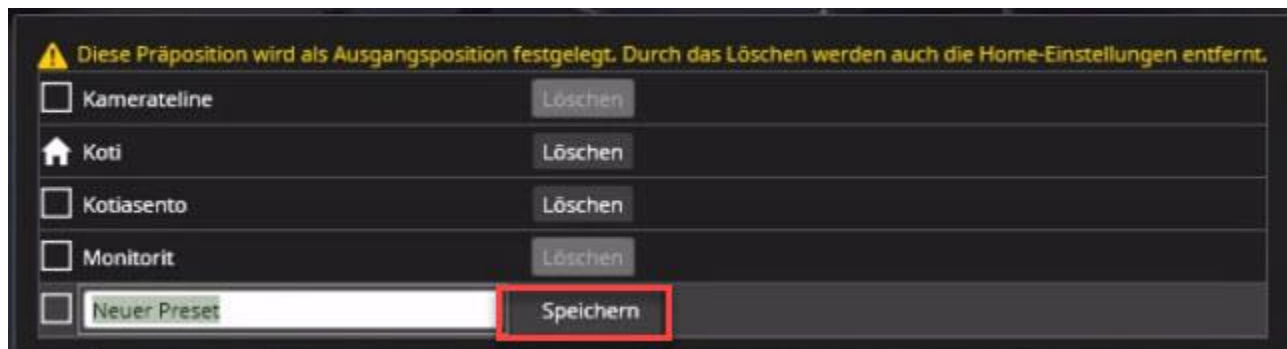 Diese Präposition wird als Ausgangsposition festgelegt. Durch das Löschen werden auch die Home-Einstellungen entfernt.
Kamerateline Löschen
Koti Löschen
Kotiasento Löschen
Monitorit Löschen
Neuer Preset Speichern